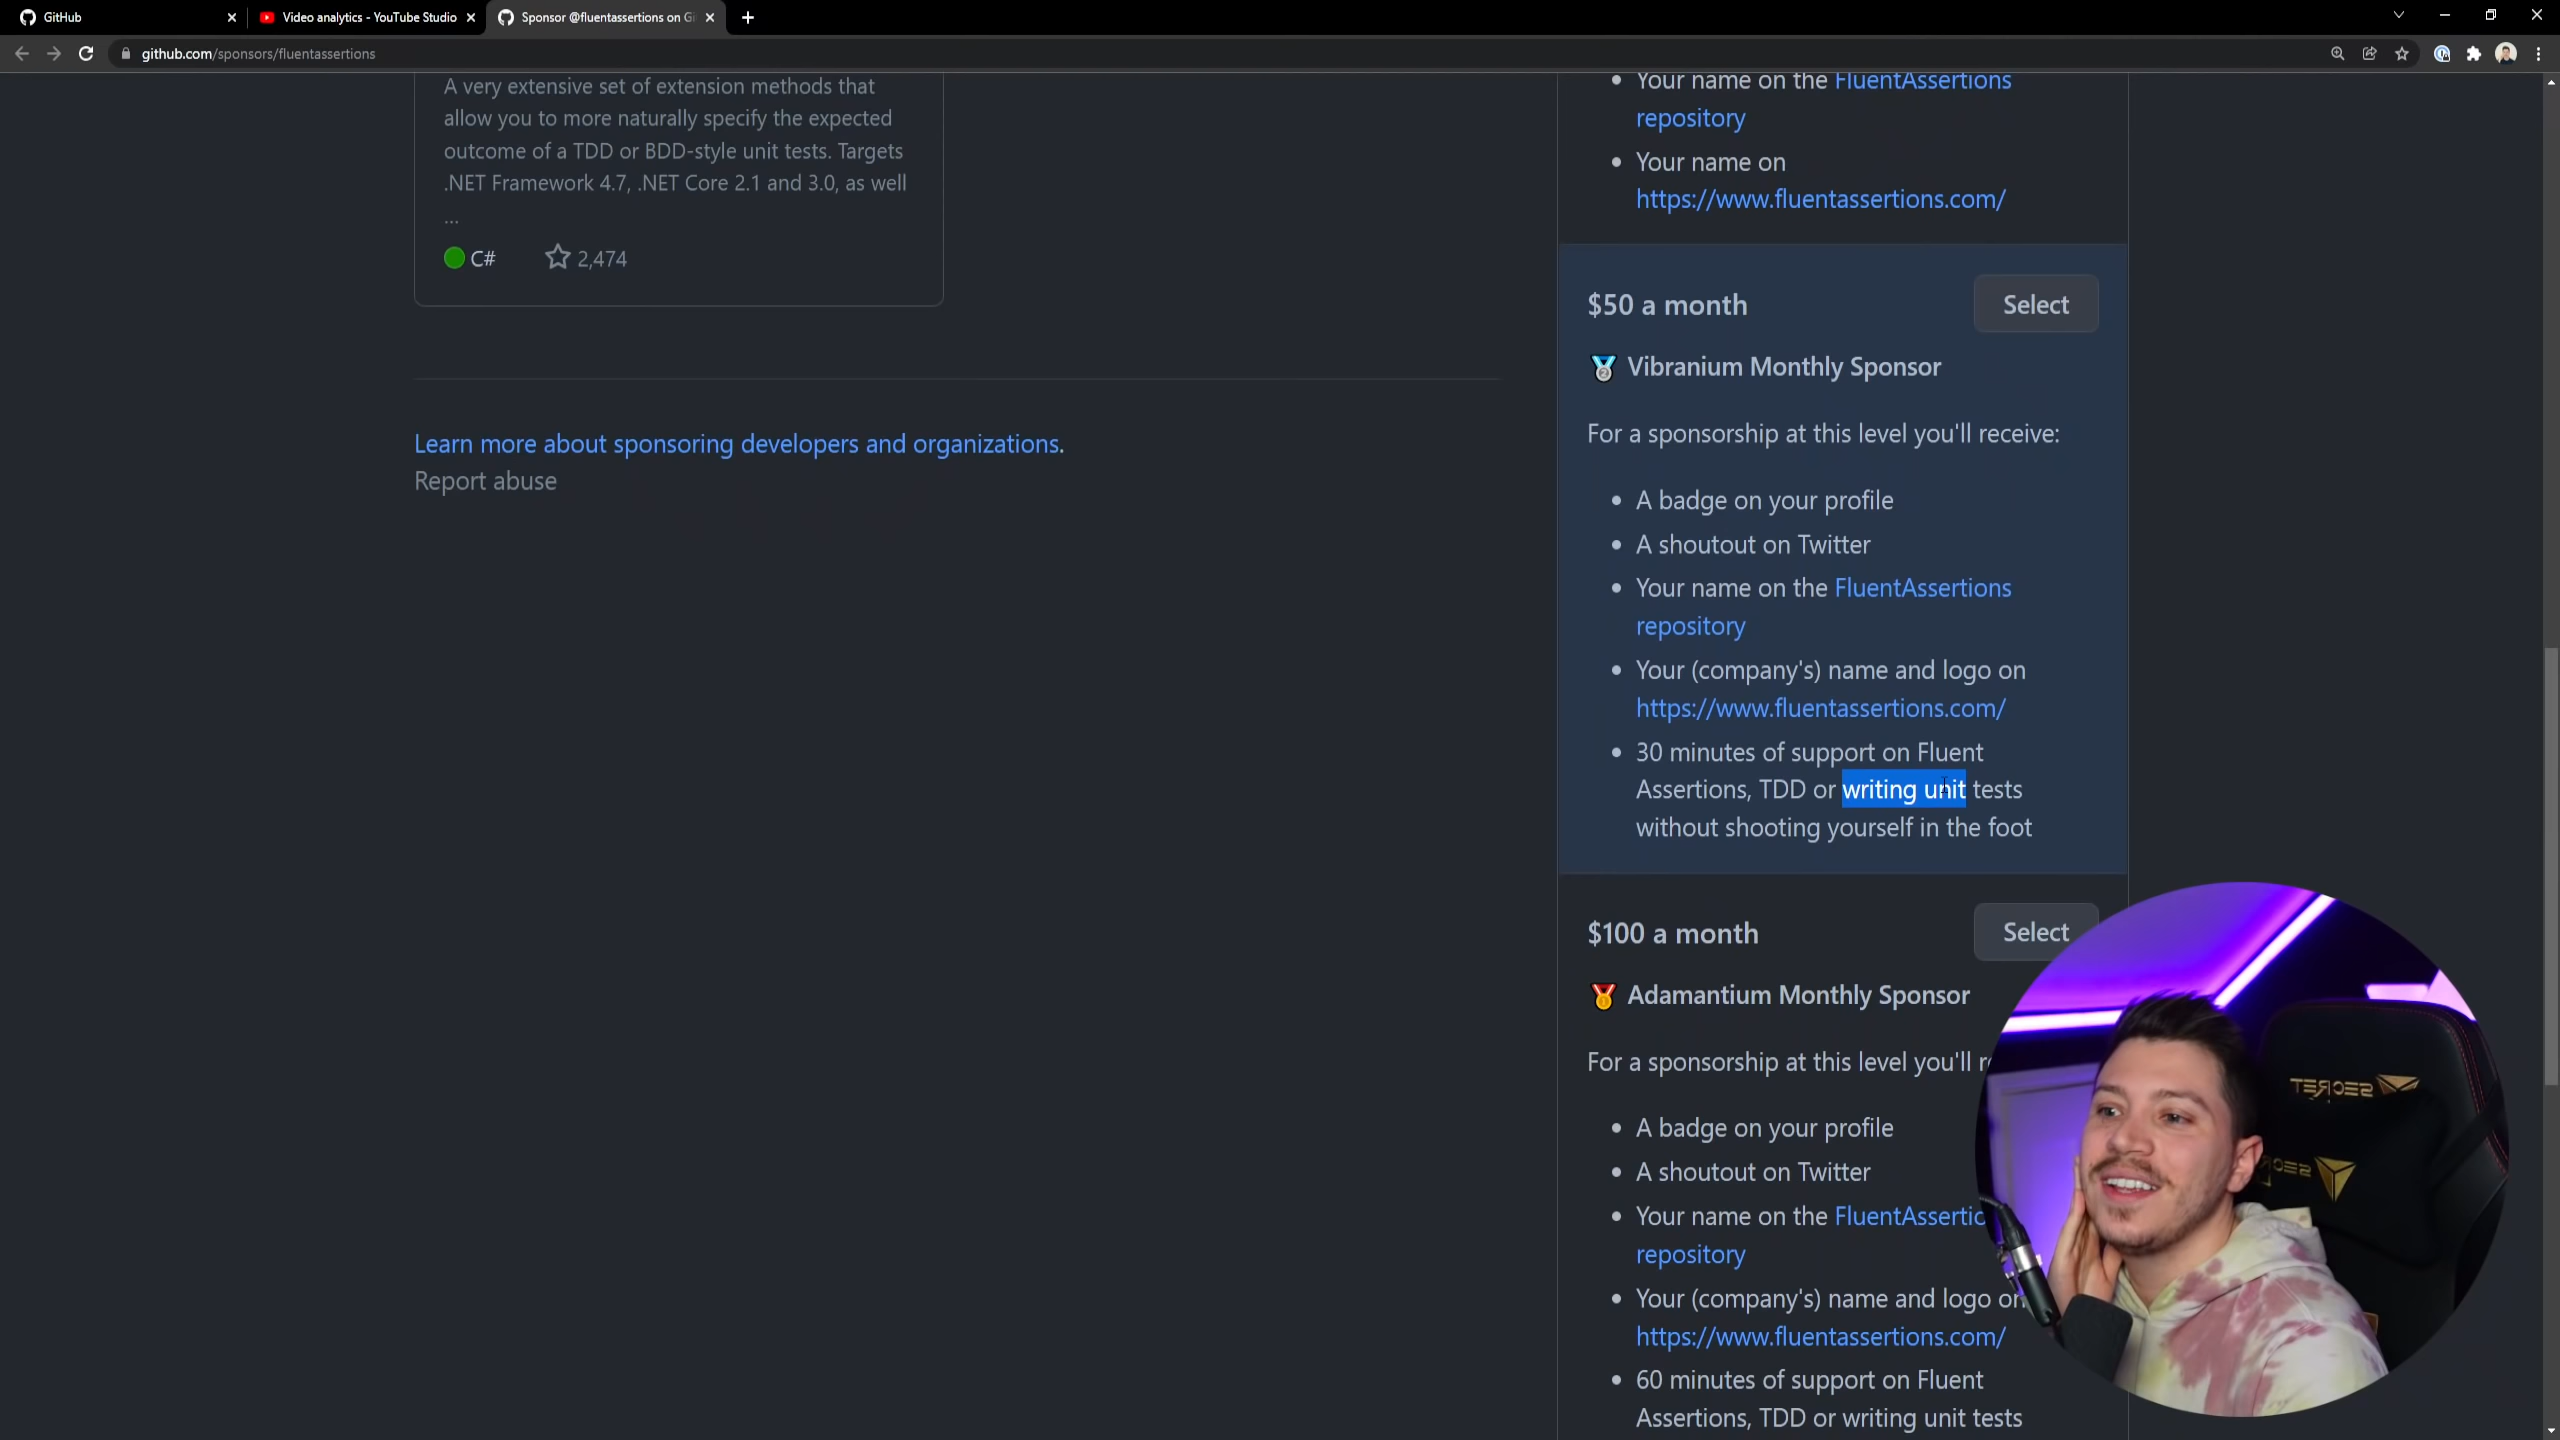 GitHub
Video analytics - YouTube Studio
Sponsor @fluentassertions on Gi
github.com/sponsors/fluentassertions
A very extensive set of extension methods that
allow you to more naturally specify the expected
outcome of a TDD or BDD-style unit tests. Targets
.NET Framework 4.7, .NET Core 2.1 and 3.0, as well
...
C# 2,474
Learn more about sponsoring developers and organizations.
Report abuse
• Your name on the FluentAssertions
repository
• Your name on
https://www.fluentassertions.com/
$50 a month Select
Vibranium Monthly Sponsor
For a sponsorship at this level you'll receive:
• A badge on your profile
• A shoutout on Twitter
• Your name on the FluentAssertions
repository
• Your (company's) name and logo on
https://www.fluentassertions.com/
• 30 minutes of support on Fluent
Assertions, TDD or writing unit tests
without shooting yourself in the foot
$100 a month Select
Adamantium Monthly Sponsor
For a sponsorship at this level you'll r
• A badge on your profile
• A shoutout on Twitter
• Your name on the FluentAssertio
repository
• Your (company's) name and logo on
https://www.fluentassertions.com/
• 60 minutes of support on Fluent
Assertions, TDD or writing unit tests